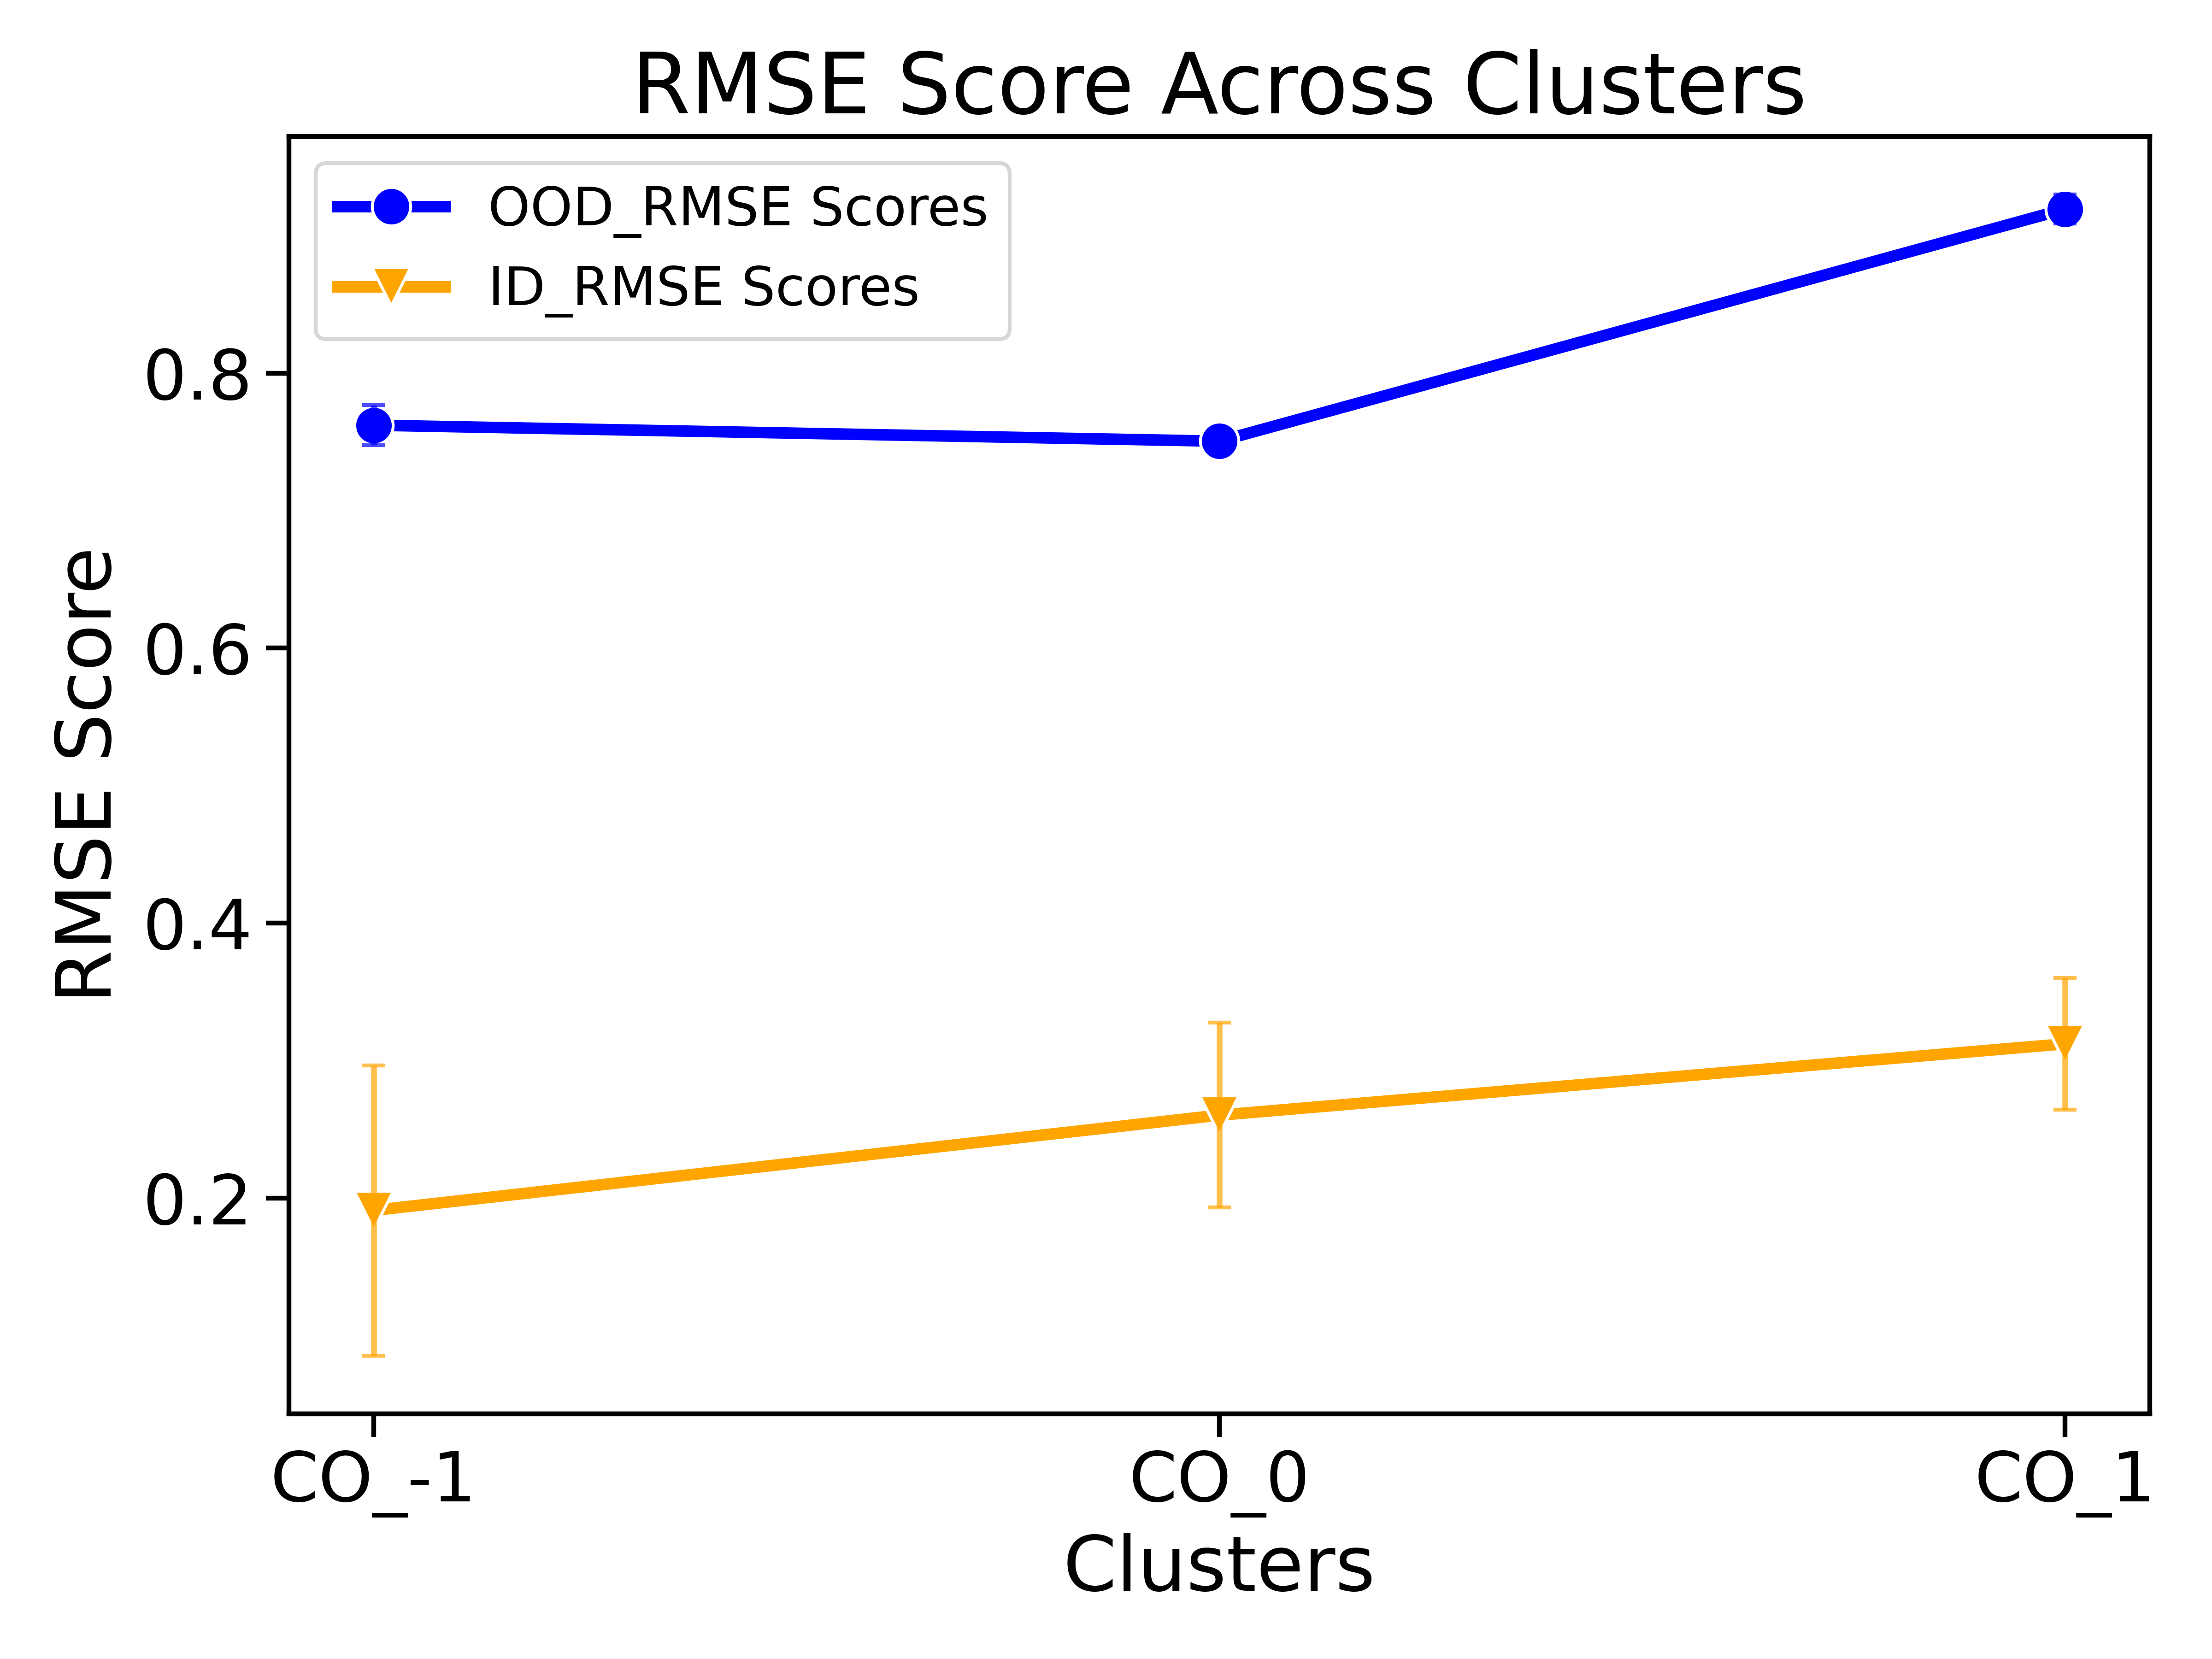 RMSE Score Across Clusters
OOD_RMSE Scores
ID_RMSE Scores
RMSE Score
0.8
0.6
0.4
0.2
CO_-1
CO_0
CO_1
Clusters